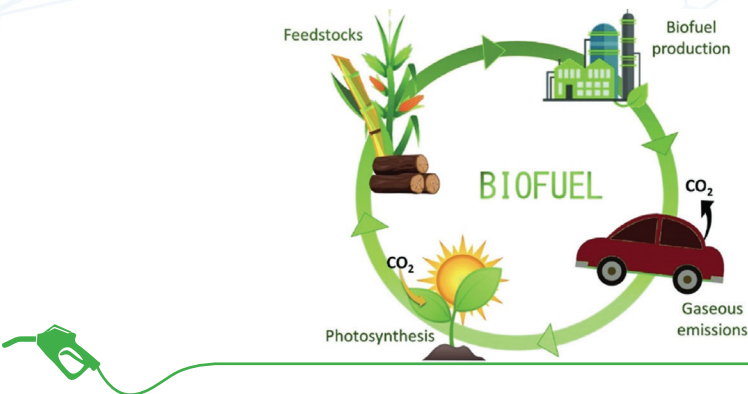 Feedstocks
Biofuel
production
BIOFUEL
CO₂
CO₂
Gaseous
emissions
Photosynthesis